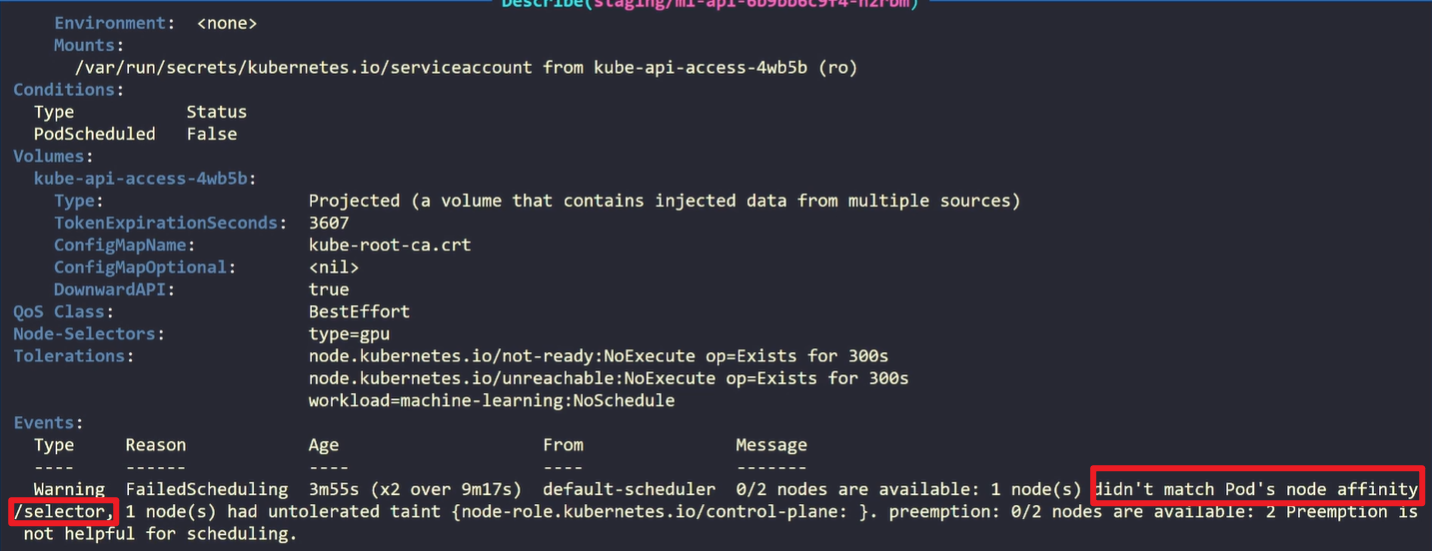 Describe(staging/ml-api-6b9bb6c9f4-h2rbm)
Environment: <none>
Mounts:
/var/run/secrets/kubernetes.io/serviceaccount from kube-api-access-4wb5b (ro)
Conditions:
Type Status
PodScheduled False
Volumes:
kube-api-access-4wb5b:
Type: Projected (a volume that contains injected data from multiple sources)
TokenExpirationSeconds: 3607
ConfigMapName: kube-root-ca.crt
ConfigMapOptional: <nil>
DownwardAPI: true
QoS Class: BestEffort
Node-Selectors: type=gpu
Tolerations: node.kubernetes.io/not-ready:NoExecute op=Exists for 300s
node.kubernetes.io/unreachable:NoExecute op=Exists for 300s
workload=machine-learning:NoSchedule
Events:
Type Reason Age From Message
---- ------ ---- ---- -------
Warning FailedScheduling 3m55s (x2 over 9m17s) default-scheduler 0/2 nodes are available: 1 node(s) didn't match Pod's node affinity
/selector, 1 node(s) had untolerated taint {node-role.kubernetes.io/control-plane: }. preemption: 0/2 nodes are available: 2 Preemption is
not helpful for scheduling.